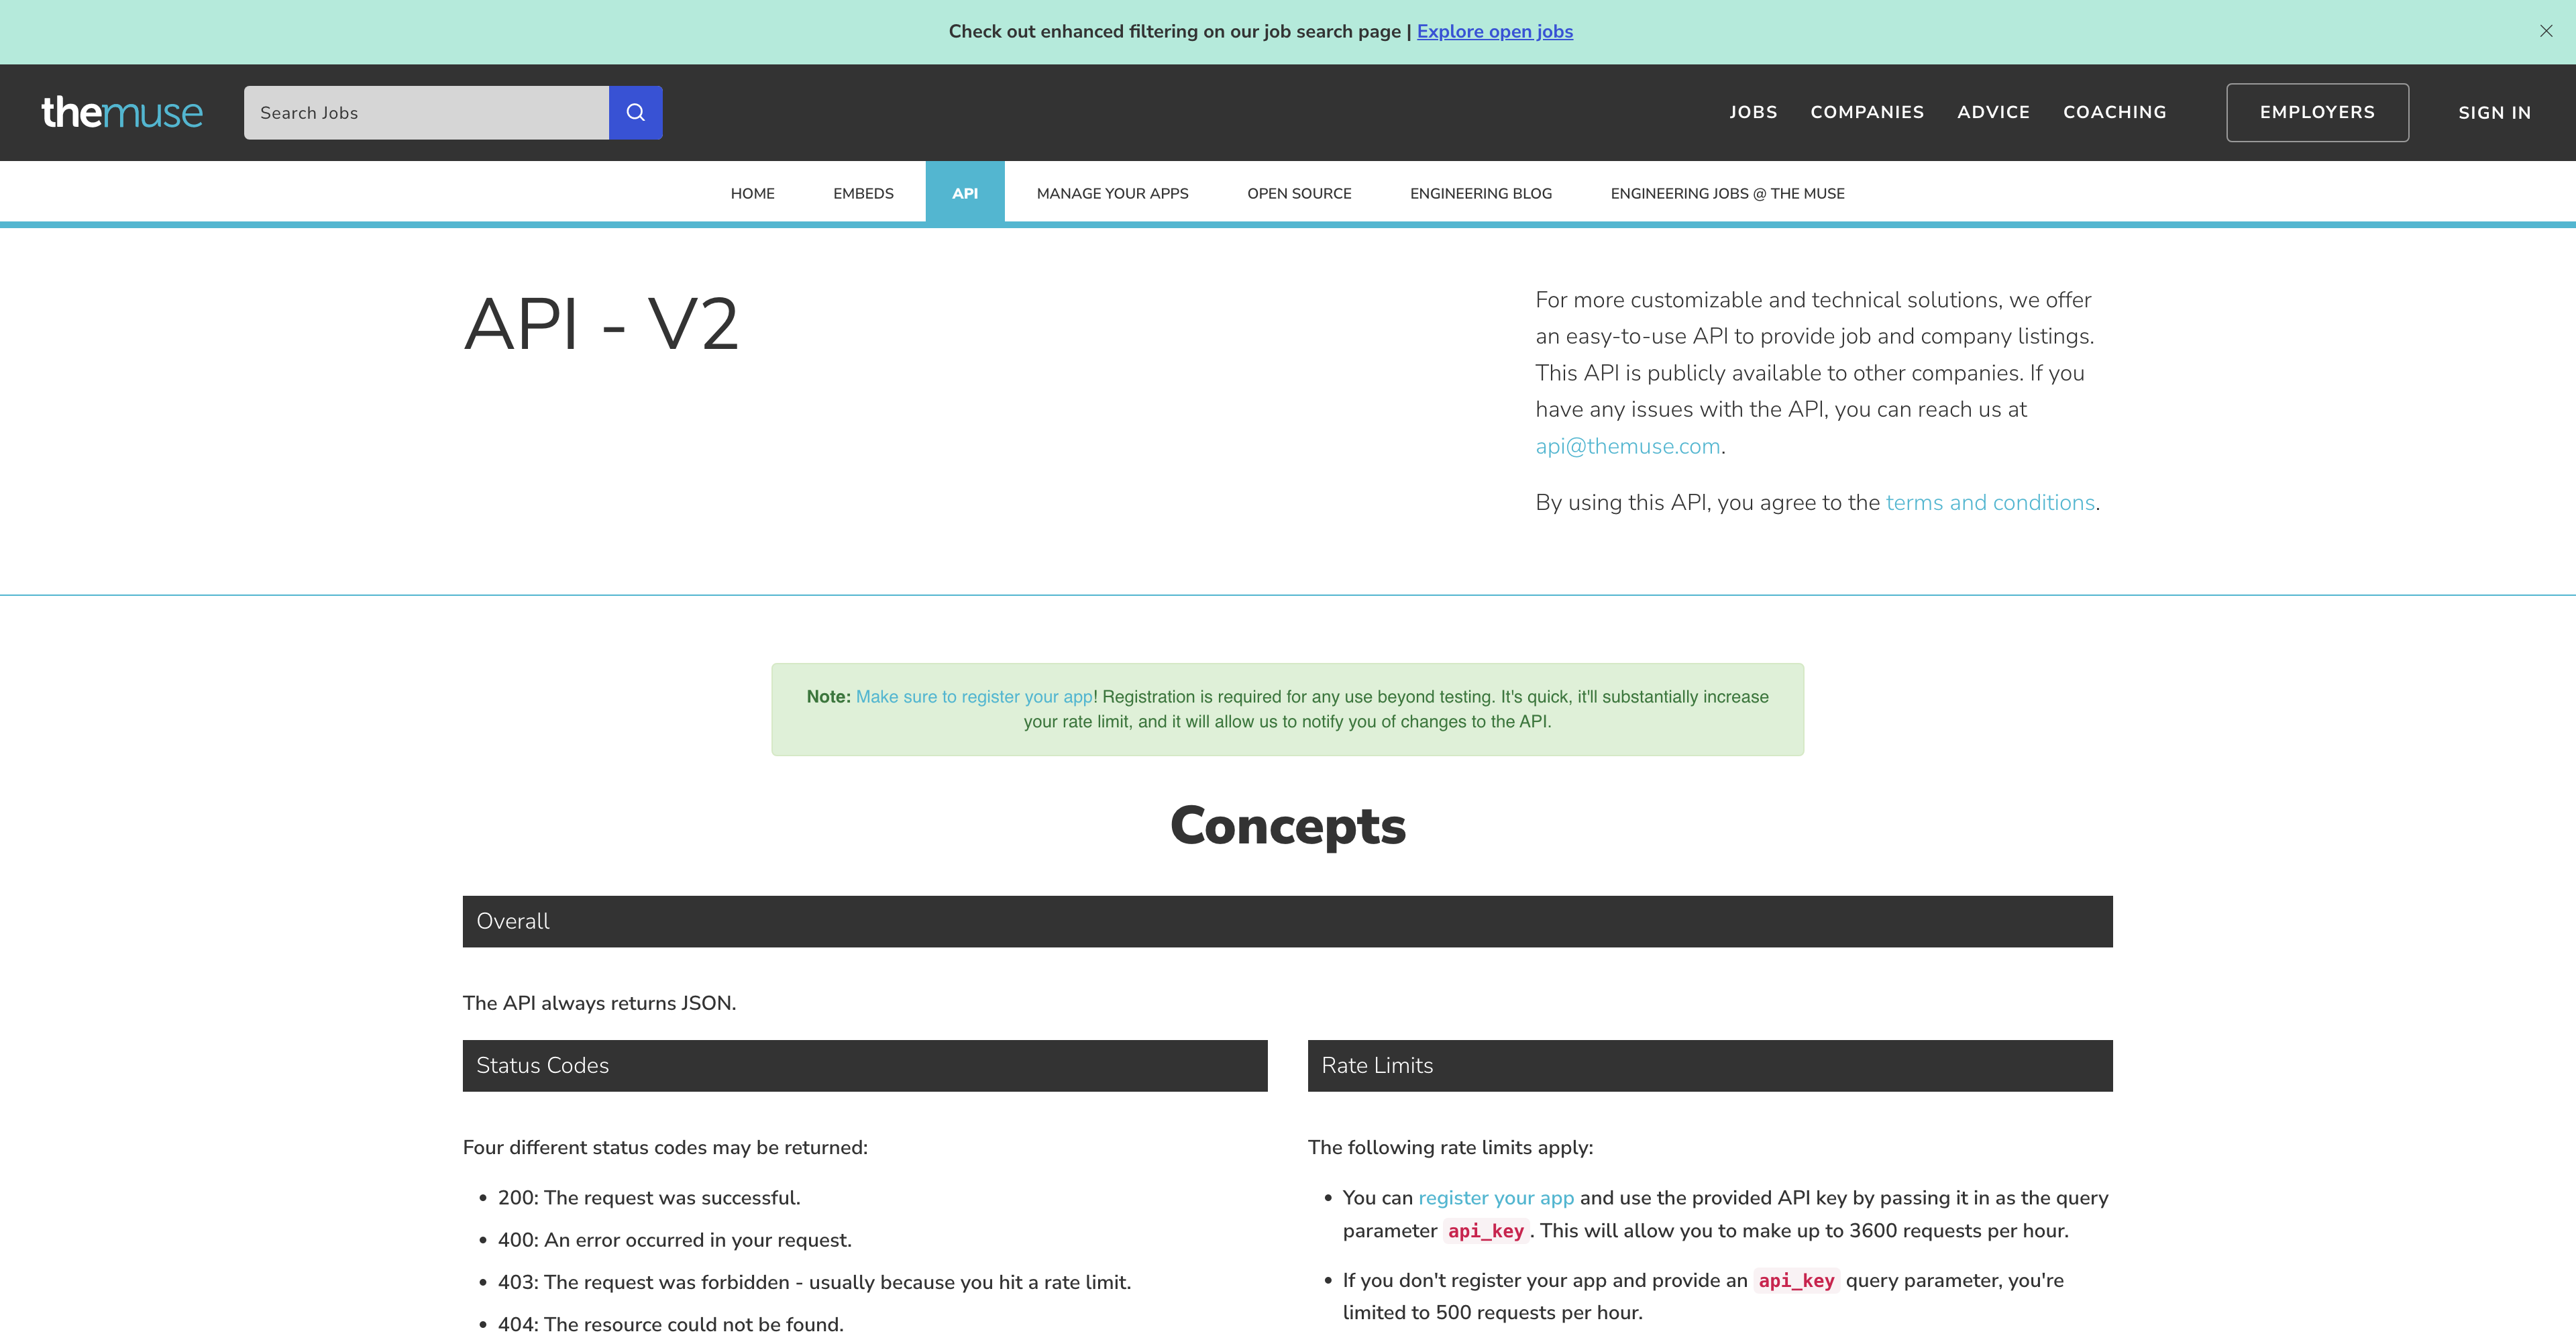 Check out enhanced filtering on our job search page | Explore open jobs
themuse
Search Jobs
JOBS
COMPANIES
ADVICE
COACHING
EMPLOYERS
SIGN IN
HOME
EMBEDS
API
MANAGE YOUR APPS
OPEN SOURCE
ENGINEERING BLOG
ENGINEERING JOBS @ THE MUSE
API - V2
For more customizable and technical solutions, we offer
an easy-to-use API to provide job and company listings.
This API is publicly available to other companies. If you
have any issues with the API, you can reach us at
api@themuse.com.
By using this API, you agree to the terms and conditions.
Note: Make sure to register your app! Registration is required for any use beyond testing. It's quick, it'll substantially increase
your rate limit, and it will allow us to notify you of changes to the API.
Concepts
Overall
The API always returns JSON.
Status Codes
Four different status codes may be returned:
• 200: The request was successful.
• 400: An error occurred in your request.
• 403: The request was forbidden - usually because you hit a rate limit.
• 404: The resource could not be found.
Rate Limits
The following rate limits apply:
• You can register your app and use the provided API key by passing it in as the query
parameter api_key. This will allow you to make up to 3600 requests per hour.
• If you don't register your app and provide an api_key query parameter, you're
limited to 500 requests per hour.